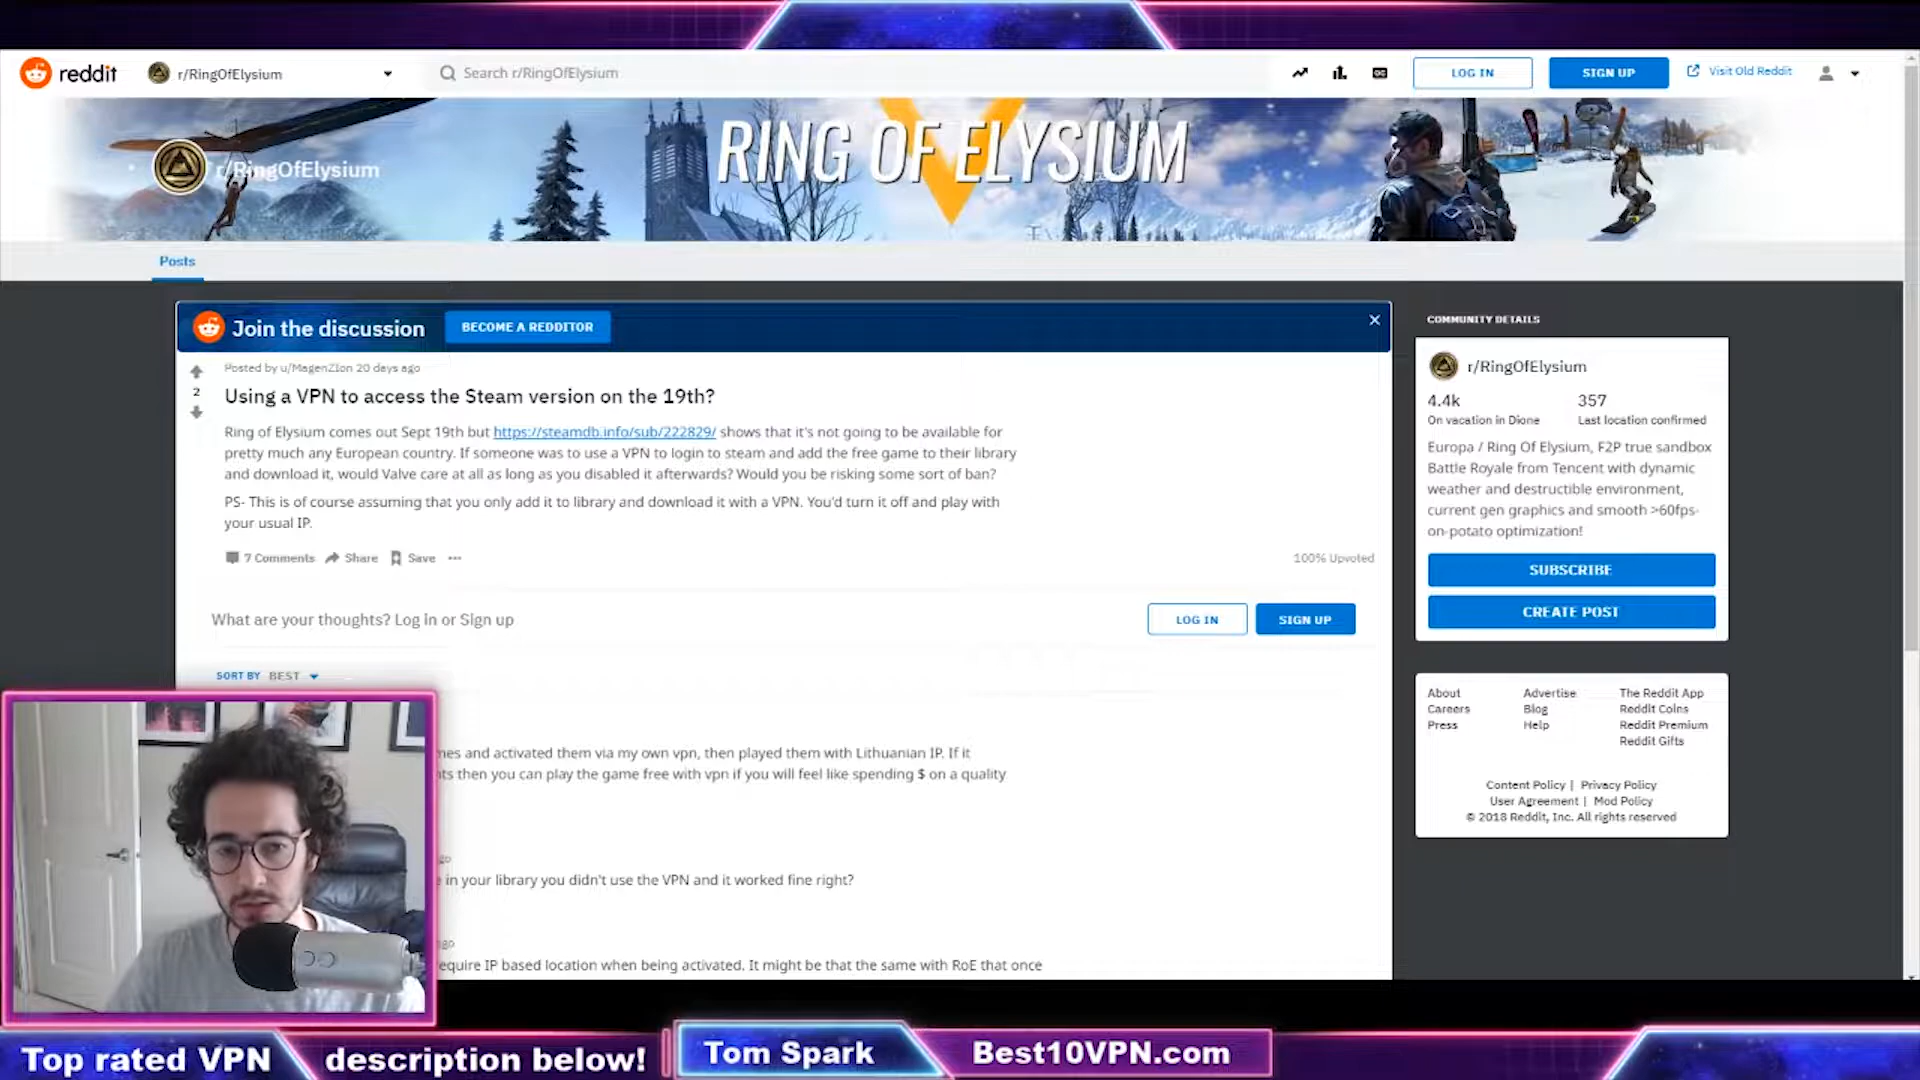 reddit r/RingOfElysium Search r/RingOfElysium LOG IN SIGN UP Visit Old Reddit
RING OF ELYSIUM
r/RingOfElysium
Posts
Join the discussion BECOME A REDDITOR
COMMUNITY DETAILS
Posted by u/MagenZIon 20 days ago
2
Using a VPN to access the Steam version on the 19th?
Ring of Elysium comes out Sept 19th but https://steamdb.info/sub/222829/ shows that it's not going to be available for
pretty much any European country. If someone was to use a VPN to login to steam and add the free game to their library
and download it, would Valve care at all as long as you disabled it afterwards? Would you be risking some sort of ban?
PS- This is of course assuming that you only add it to library and download it with a VPN. You'd turn it off and play with
your usual IP.
7 Comments Share Save
100% Upvoted
r/RingOfElysium
4.4k 357
On vacation in Dione Last location confirmed
Europa / Ring Of Elysium, F2P true sandbox
Battle Royale from Tencent with dynamic
weather and destructible environment,
current gen graphics and smooth >60fps-
on-potato optimization!
SUBSCRIBE
CREATE POST
What are your thoughts? Log in or Sign up LOG IN SIGN UP
SORT BY BEST
About Advertise The Reddit App
Careers Blog Reddit Coins
Press Help Reddit Premium
Reddit Gifts
Content Policy | Privacy Policy
User Agreement | Mod Policy
© 2018 Reddit, Inc. All rights reserved
and activated them via my own vpn, then played them with Lithuanian IP. If it
then you can play the game free with vpn if you will feel like spending $ on a quality
in your library you didn't use the VPN and it worked fine right?
IP based location when being activated. It might be that the same with RoE that once
Top rated VPN description below! Tom Spark Best10VPN.com